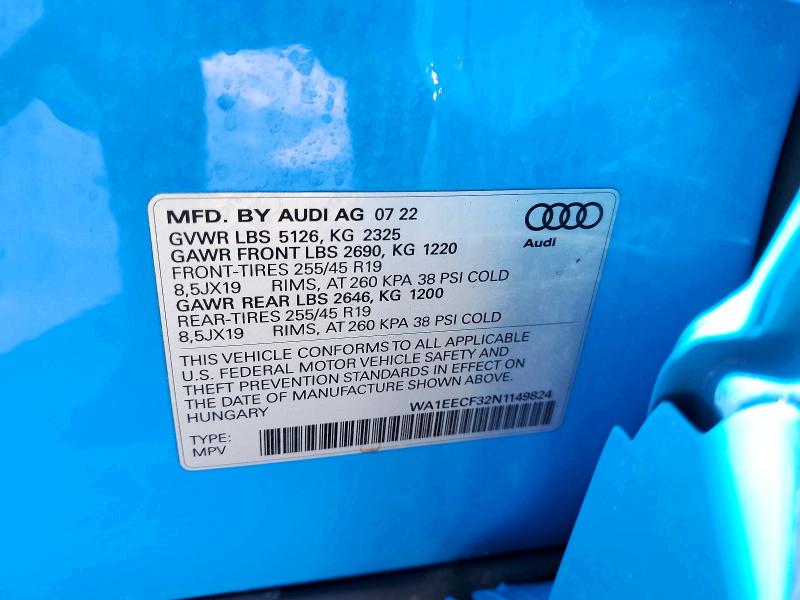 MFD. BY AUDI AG 07 22
Audi
GVWR LBS 5126, KG 2325
GAWR FRONT LBS 2690, KG 1220
FRONT-TIRES 255/45 R19
8,5JX19 RIMS, AT 260 KPA 38 PSI COLD
GAWR REAR LBS 2646, KG 1200
REAR-TIRES 255/45 R19
8,5JX19 RIMS, AT 260 KPA 38 PSI COLD
THIS VEHICLE CONFORMS TO ALL APPLICABLE
U.S. FEDERAL MOTOR VEHICLE SAFETY AND
THEFT PREVENTION STANDARDS IN EFFECT ON
THE DATE OF MANUFACTURE SHOWN ABOVE.
HUNGARY
WA1EECF32N1149824
TYPE:
MPV